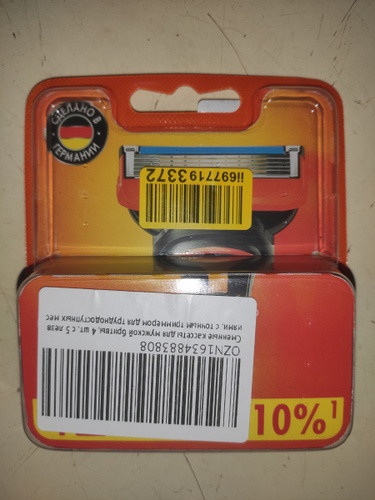 СДЕЛАНО В
ГЕРМАНИИ
ii6977193372
OZN1634883808
Сменные кассеты для мужской бритвы, 4 шт, с 5 лезв
иями, с точным триммером для труднодоступных мес
10%¹